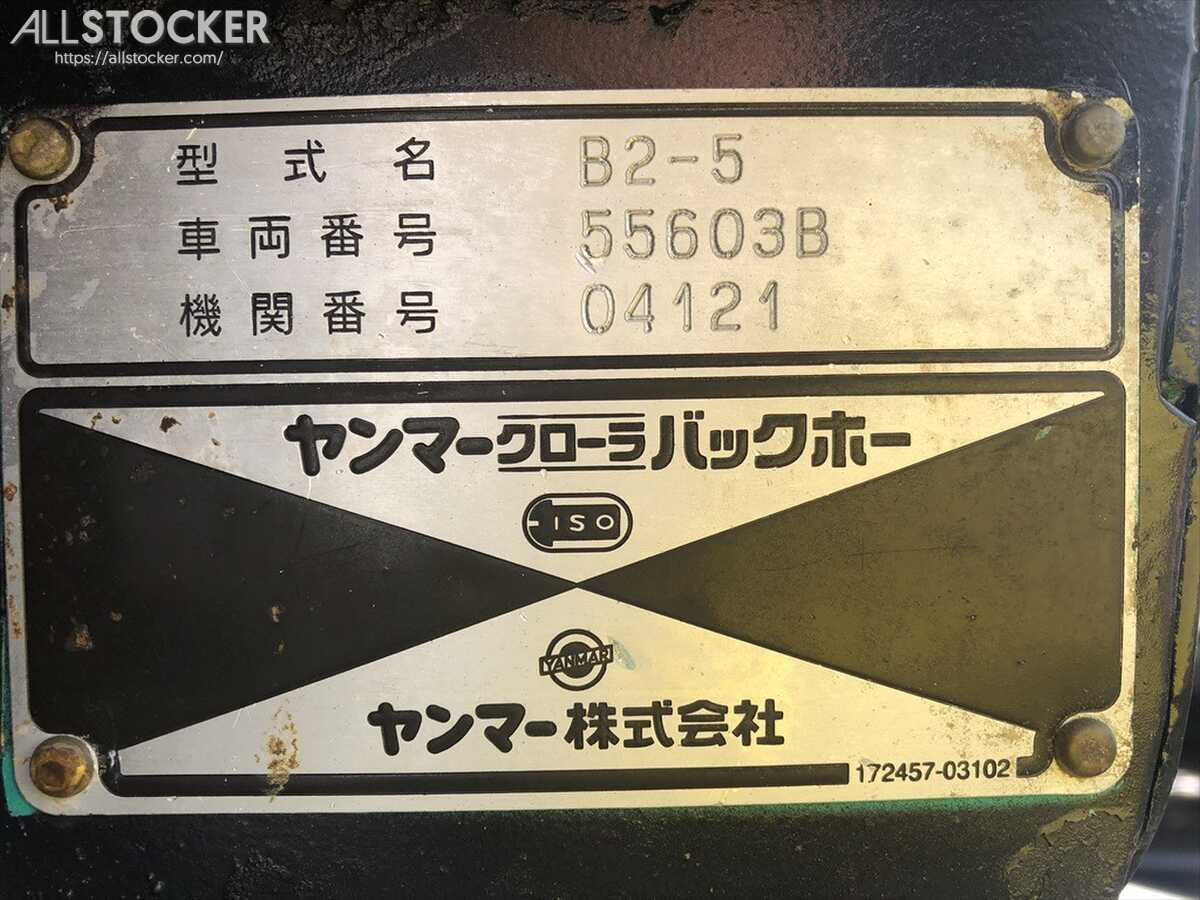 ALLSTOCKER
https://allstocker.com/
型式名 B2-5
車両番号 55603B
機関番号 04121
ヤンマークローラバックホー
ISO
YANMAR
ヤンマー株式会社
172457-03102